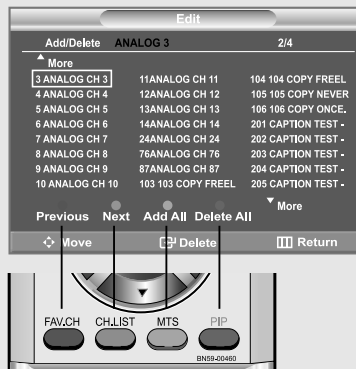 Edit
Add/Delete ANALOG 3 2/4
More
3 ANALOG CH 3 11ANALOG CH 11 104 104 COPY FREEL
4 ANALOG CH 4 12ANALOG CH 12 105 105 COPY NEVER
5 ANALOG CH 5 13ANALOG CH 13 106 106 COPY ONCE.
6 ANALOG CH 6 14ANALOG CH 14 201 CAPTION TEST -
7 ANALOG CH 7 24ANALOG CH 24 202 CAPTION TEST -
8 ANALOG CH 8 76ANALOG CH 76 203 CAPTION TEST -
9 ANALOG CH 9 87ANALOG CH 87 204 CAPTION TEST -
10 ANALOG CH 10 103 103 COPY FREEL 205 CAPTION TEST -
More
Previous Next Add All Delete All
Move Delete Return
FAV.CH CH.LIST MTS PIP
BN59-00460